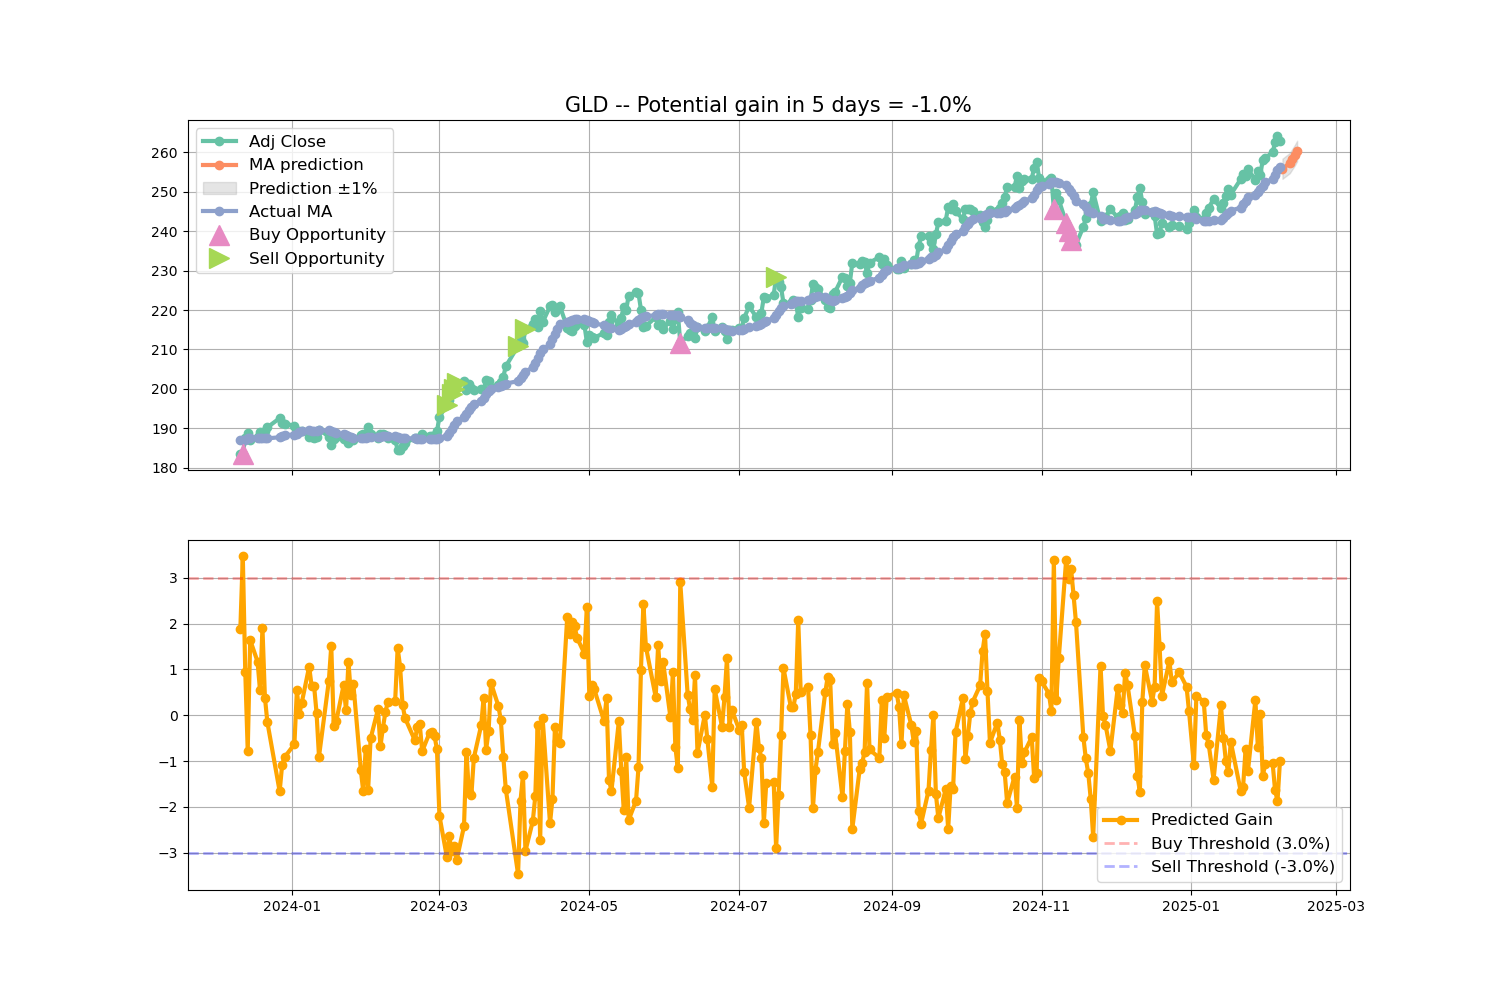 GLD -- Potential gain in 5 days = -1.0%
Adj Close
MA prediction
Prediction ±1%
Actual MA
Buy Opportunity
Sell Opportunity
260
250
240
230
220
210
200
190
180
3
2
1
0
−1
−2
−3
Predicted Gain
Buy Threshold (3.0%)
Sell Threshold (-3.0%)
2024-01 2024-03 2024-05 2024-07 2024-09 2024-11 2025-01 2025-03